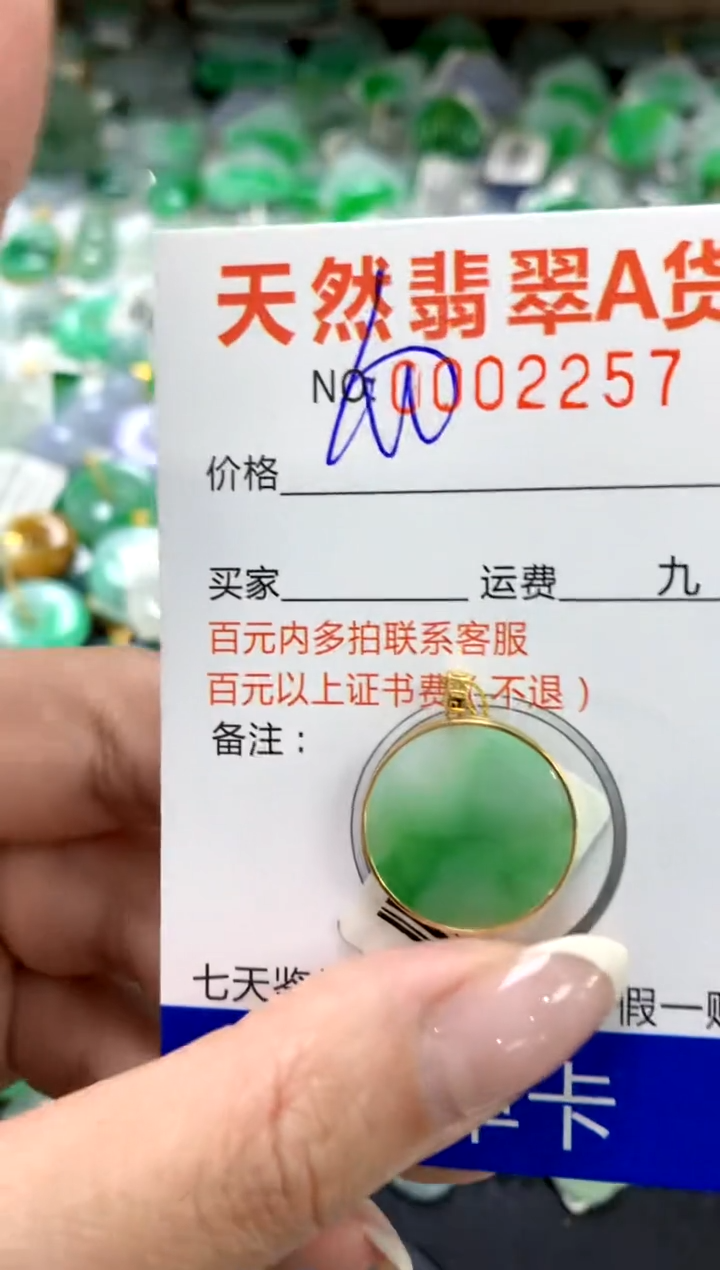 天然翡翠A货
NO: 0002257
价格
买家 运费 九
百元内多拍联系客服
百元以上证书费（不退）
备注：
七天鉴 假一
卡